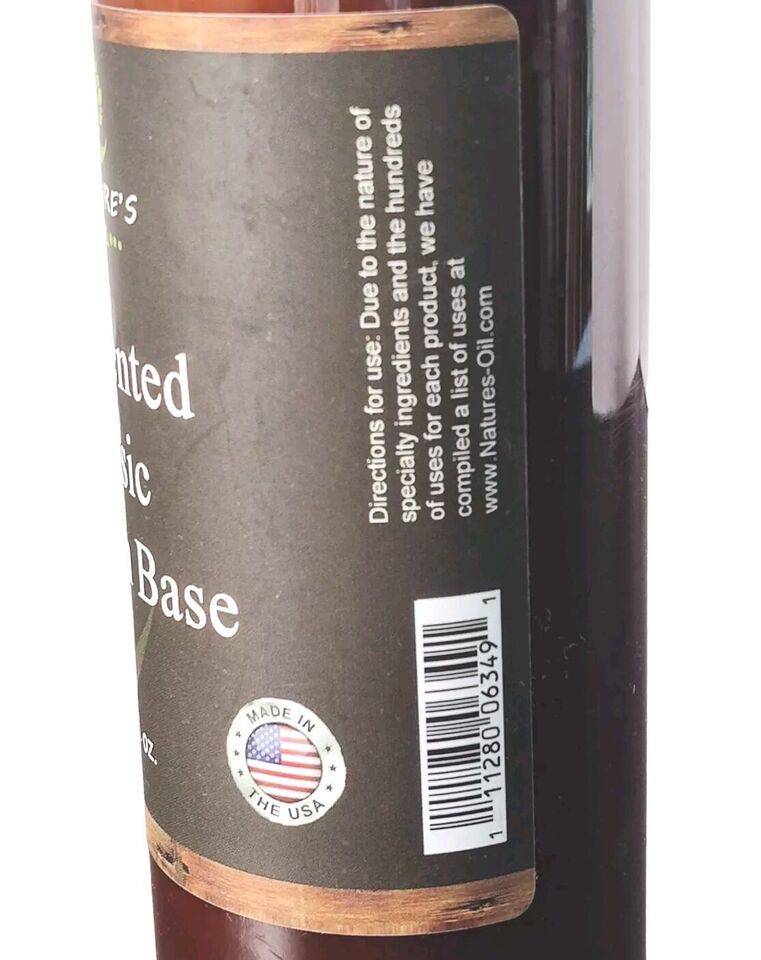 RE'S
nted
sic
Base
oz.
MADE IN
THE USA
Directions for use: Due to the nature of
specialty ingredients and the hundreds
of uses for each product, we have
compiled a list of uses at
www.Natures-Oil.com
1 11280 06349 1